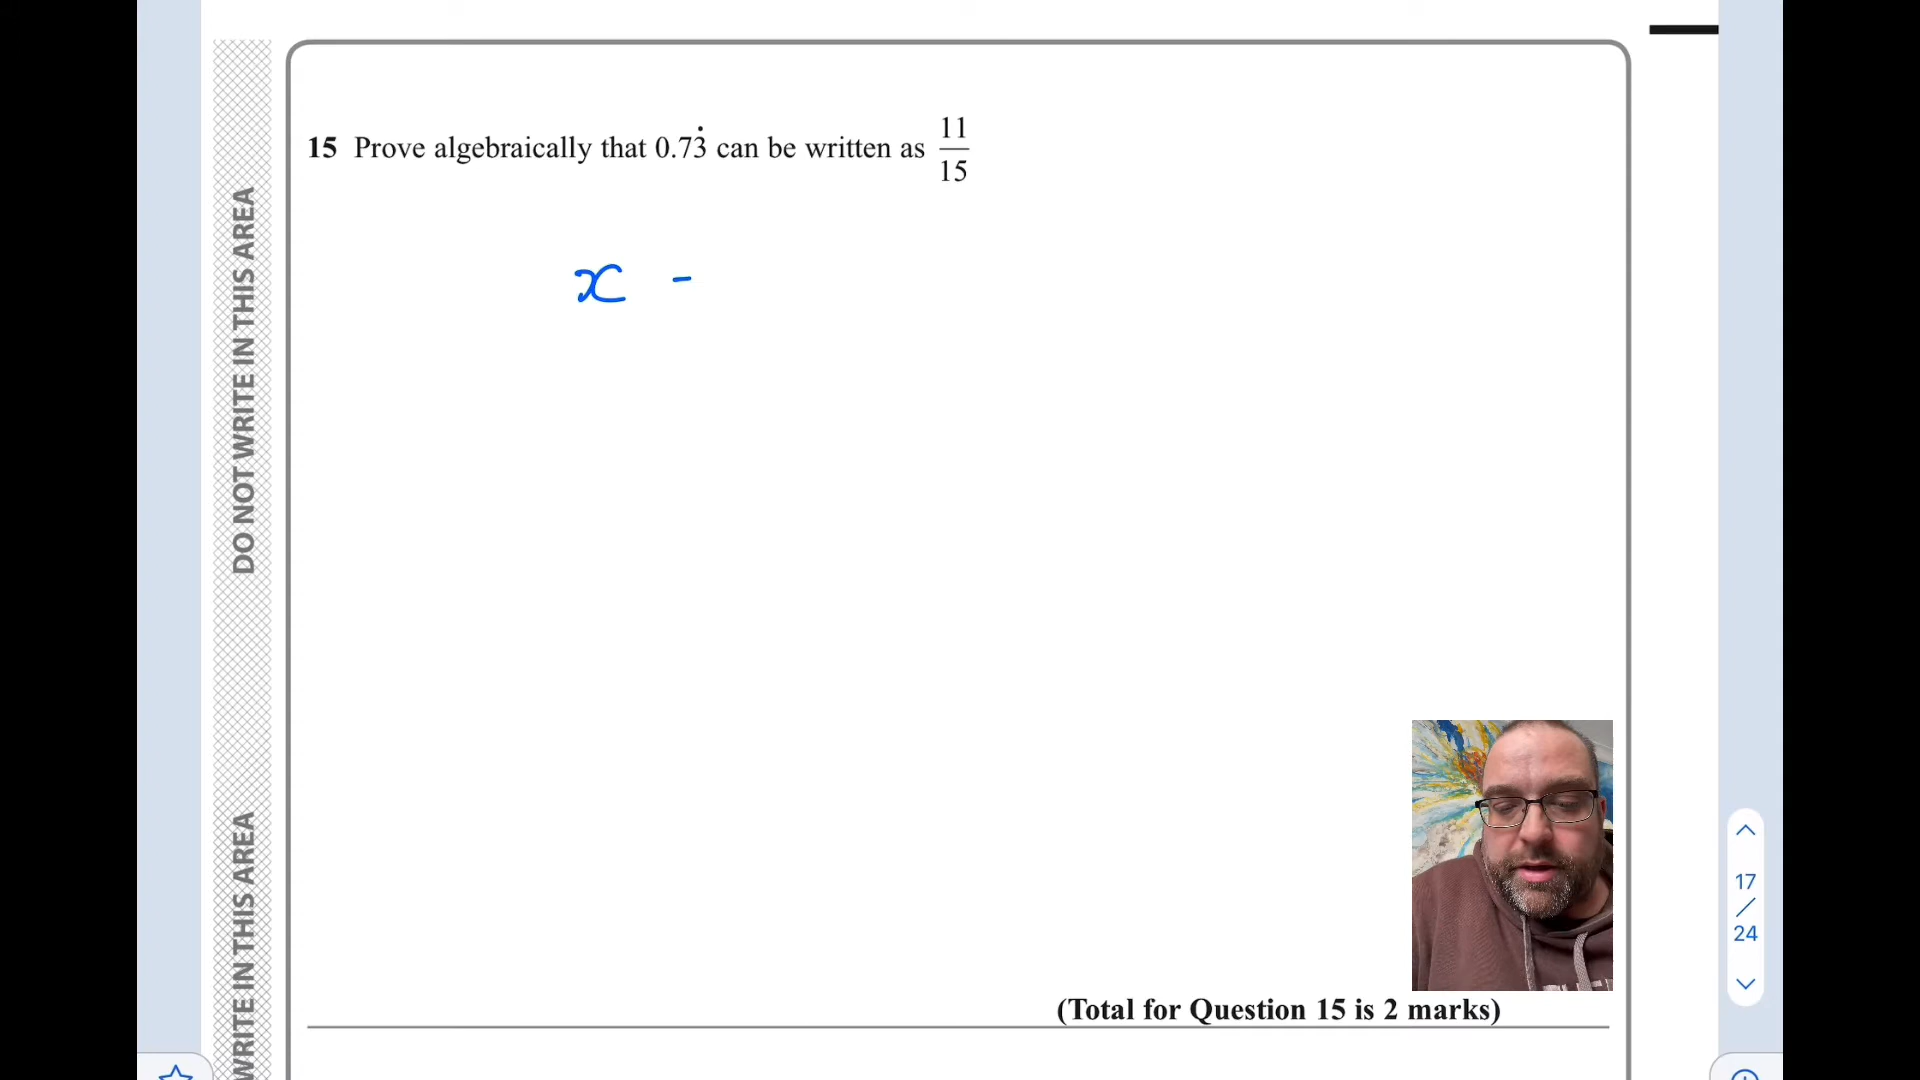 DO NOT WRITE IN THIS AREA
15 Prove algebraically that 0.73̇ can be written as 11/15
x -
WRITE IN THIS AREA
17
/
24
(Total for Question 15 is 2 marks)